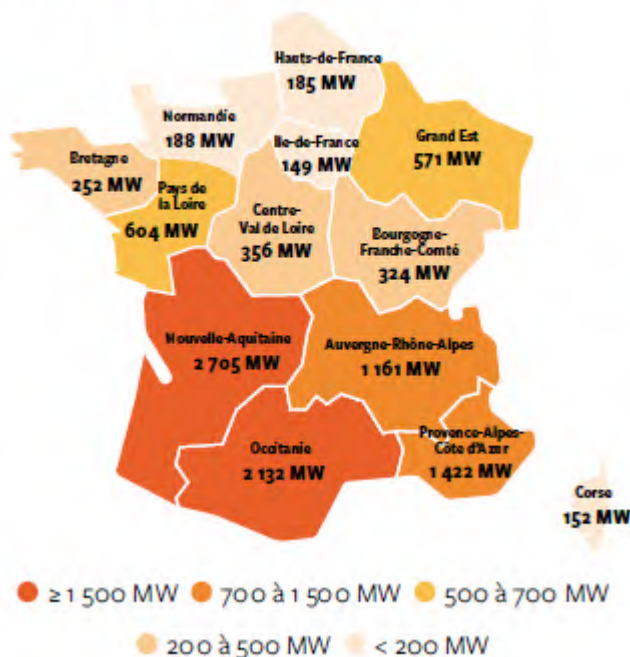 Hauts-de-France
185 MW
Normandie
188 MW
Ile-de-France
149 MW
Grand Est
571 MW
Bretagne
252 MW
Pays de
la Loire
604 MW
Centre-
Val de Loire
356 MW
Bourgogne-
Franche-Comté
324 MW
Nouvelle-Aquitaine
2 705 MW
Auvergne-Rhône-Alpes
1 161 MW
Occitanie
2 132 MW
Provence-Alpes-
Côte d'Azur
1 422 MW
Corse
152 MW
≥ 1 500 MW 700 à 1 500 MW 500 à 700 MW
200 à 500 MW < 200 MW